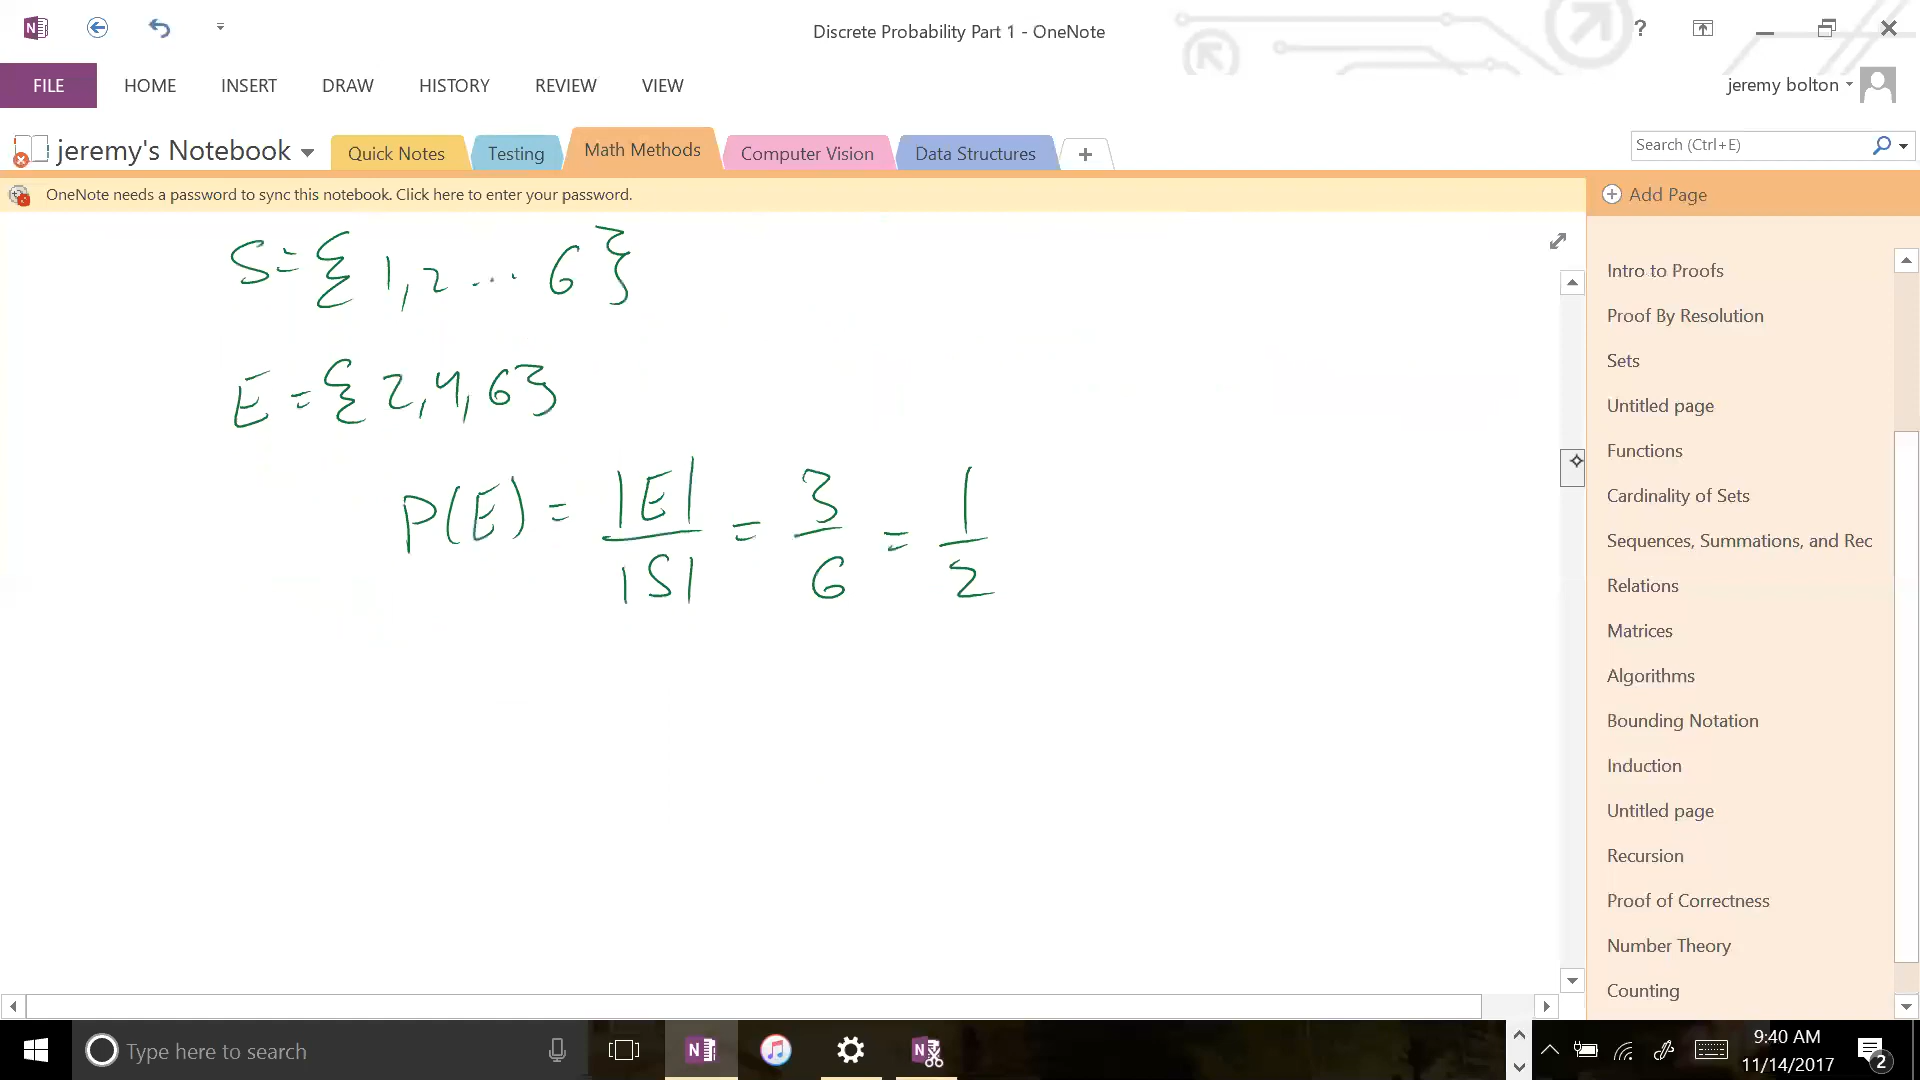 Discrete Probability Part 1 - OneNote
?
FILE HOME INSERT DRAW HISTORY REVIEW VIEW
jeremy bolton
jeremy's Notebook
Quick Notes
Testing
Math Methods
Computer Vision
Data Structures
+
Search (Ctrl+E)
OneNote needs a password to sync this notebook. Click here to enter your password.
Add Page
S = { 1, 2 ... 6 }
E = { 2, 4, 6 }
P(E) = |E| / |S| = 3/6 = 1/2
Intro to Proofs
Proof By Resolution
Sets
Untitled page
Functions
Cardinality of Sets
Sequences, Summations, and Rec
Relations
Matrices
Algorithms
Bounding Notation
Induction
Untitled page
Recursion
Proof of Correctness
Number Theory
Counting
Type here to search
9:40 AM
11/14/2017
2